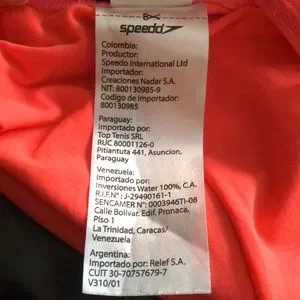 speedo
Colombia:
Productor:
Speedo International Ltd
Importador:
Creaciones Nadar S.A.
NIT: 800130985-9
Codigo de Importador:
800130985
Paraguay:
Importado por:
Top Tenis SRL
RUC 80001126-0
Pitiantuta 441, Asuncion,
Paraguay
Venezuela:
Importado por:
Inversiones Water 100%, C.A.
R.I.F.N° : J-29490161-1
SENCAMER N°: 0003946TI-08
Calle Bolivar. Edif. Pronaca,
Piso 1
La Trinidad, Caracas/
Venezuela
Argentina:
Importado por: Relef S.A.
CUIT 30-70757679-7
V310/01